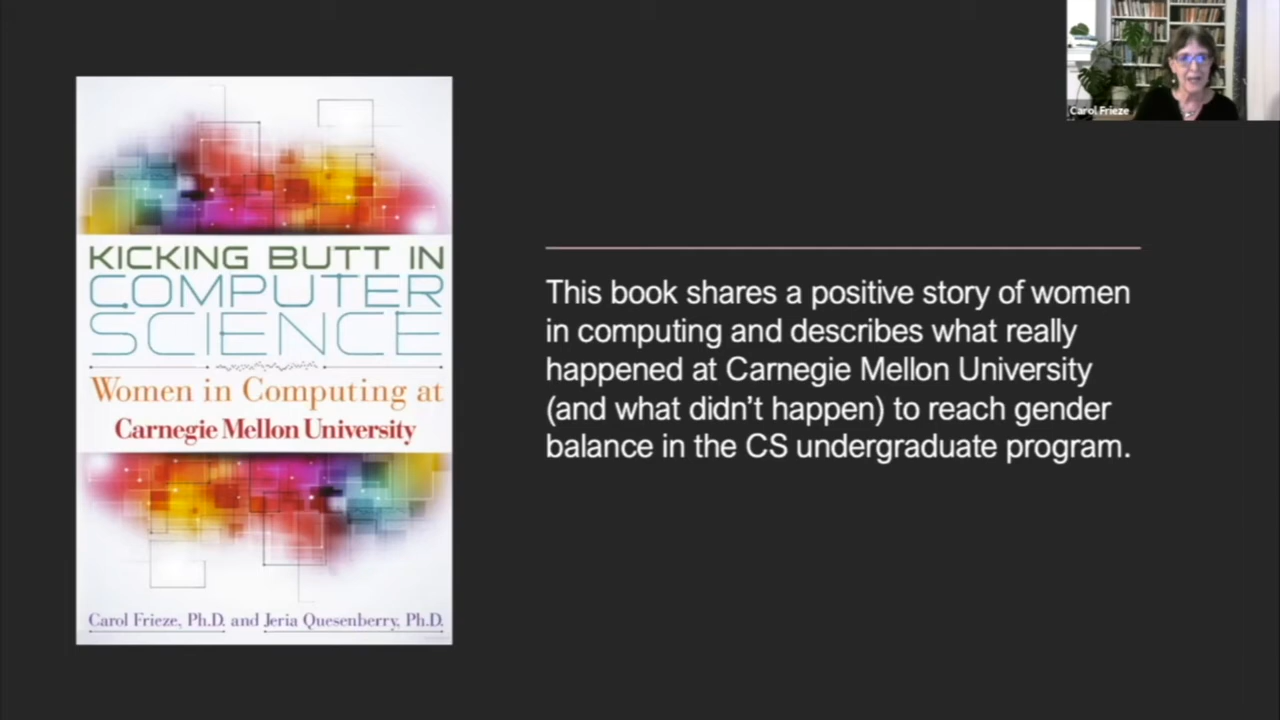 Carol Frieze
KICKING BUTT IN
COMPUTER
SCIENCE
Women in Computing at
Carnegie Mellon University
Carol Frieze, Ph.D. and Jeria Quesenberry, Ph.D.
This book shares a positive story of women
in computing and describes what really
happened at Carnegie Mellon University
(and what didn't happen) to reach gender
balance in the CS undergraduate program.